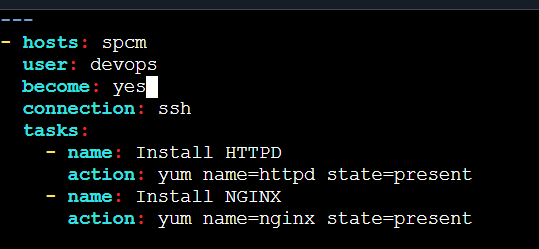 ---
- hosts: spcm
  user: devops
  become: yes
  connection: ssh
  tasks:
    - name: Install HTTPD
      action: yum name=httpd state=present
    - name: Install NGINX
      action: yum name=nginx state=present